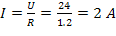 I = U/R = 24/1.2 = 2 A